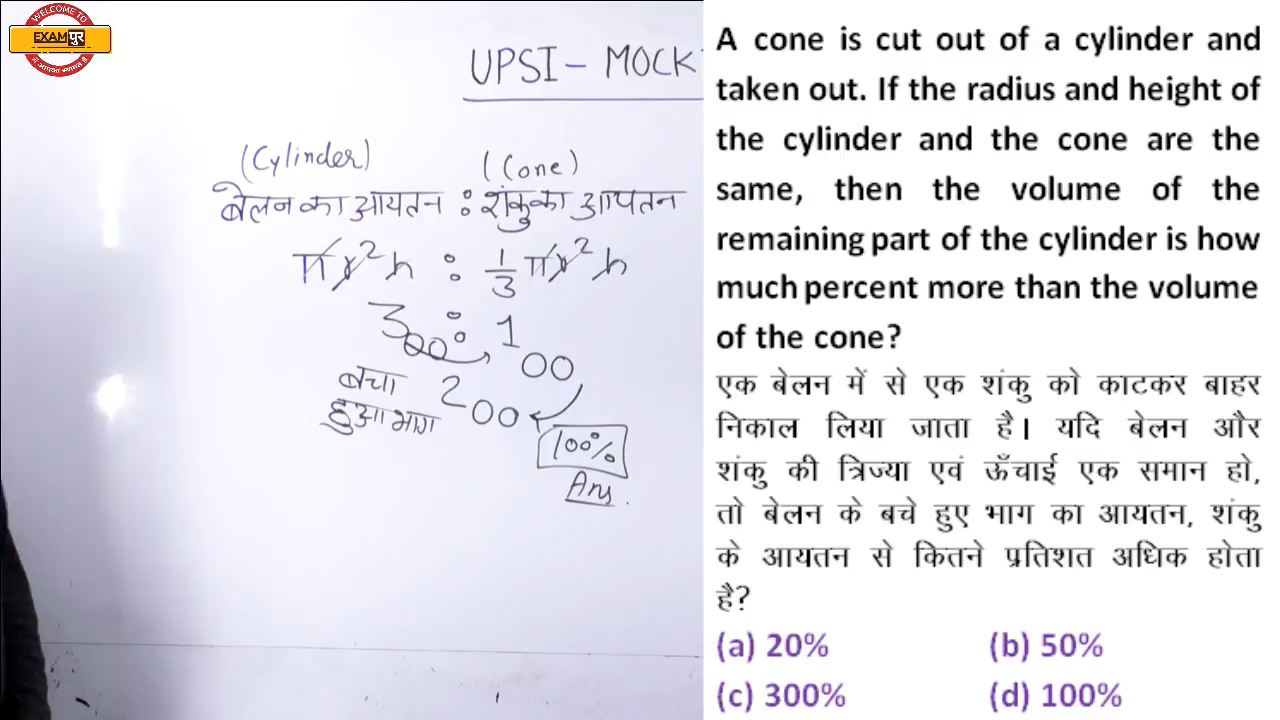 WELCOME TO
EXAMपुर
UPSI - MOCK
(Cylinder) (Cone)
बेलन का आयतन : शंकु का आयतन
πr²h : 1/3 πr²h
3 : 1
00 00
बचा 200
हुआ भाग
100%
Ans.
A cone is cut out of a cylinder and
taken out. If the radius and height of
the cylinder and the cone are the
same, then the volume of the
remaining part of the cylinder is how
much percent more than the volume
of the cone?
एक बेलन में से एक शंकु को काटकर बाहर
निकाल लिया जाता है। यदि बेलन और
शंकु की त्रिज्या एवं ऊँचाई एक समान हो,
तो बेलन के बचे हुए भाग का आयतन, शंकु
के आयतन से कितने प्रतिशत अधिक होता
है?
(a) 20% (b) 50%
(c) 300% (d) 100%